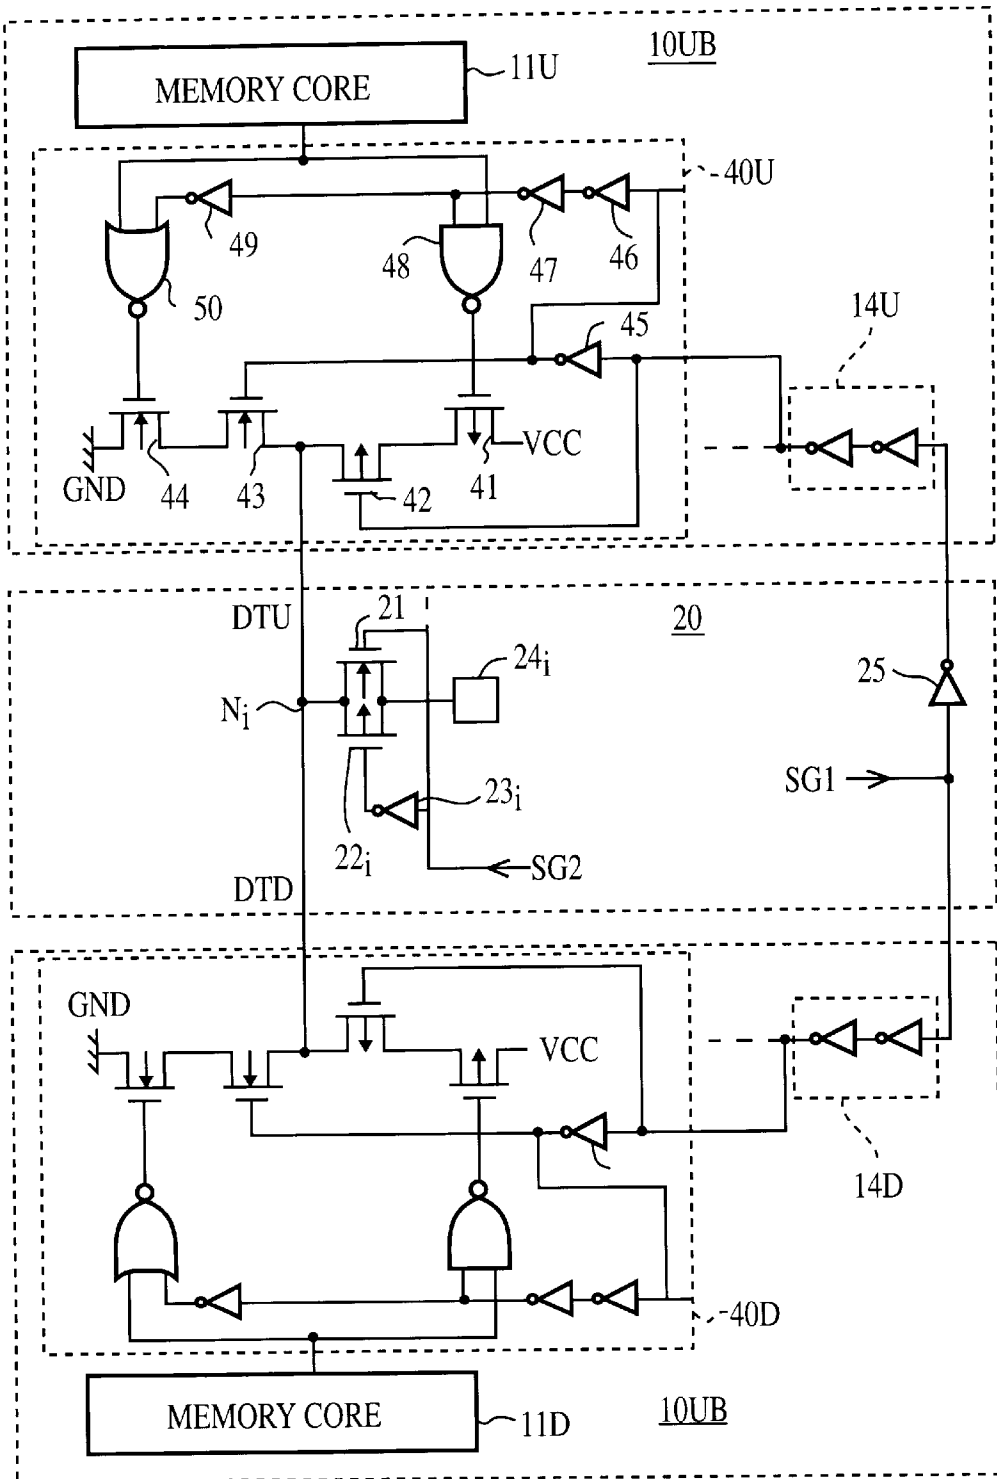 10UB
MEMORY CORE
11U
40U
49
48
47
46
50
45
14U
GND
44
43
42
41
VCC
DTU
21
20
24i
25
Ni
SG1
23i
22i
SG2
DTD
GND
VCC
14D
40D
MEMORY CORE
11D
10UB